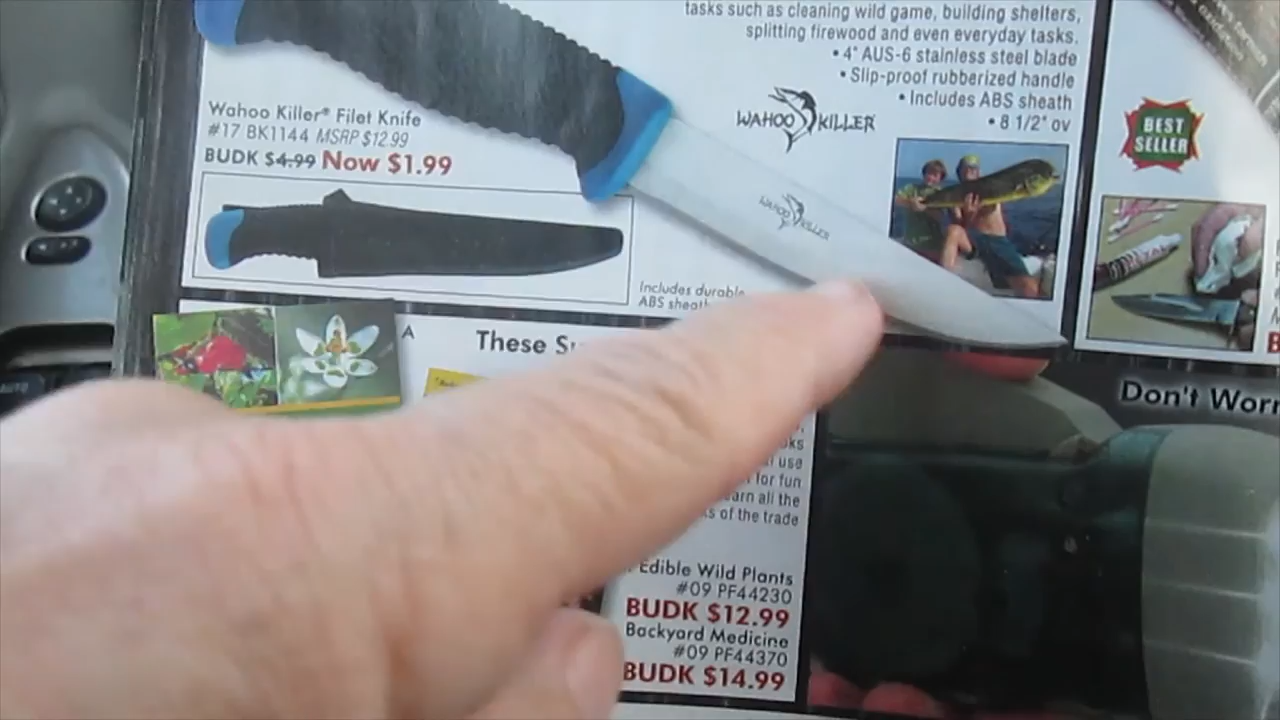 tasks such as cleaning wild game, building shelters,
splitting firewood and even everyday tasks.
• 4" AUS-6 stainless steel blade
• Slip-proof rubberized handle
• Includes ABS sheath
• 8 1/2" ov
WAHOO KILLER
Wahoo Killer® Filet Knife
#17 BK1144 MSRP $12.99
BUDK $4.99 Now $1.99
WAHOO KILLER
BEST
SELLER
Includes durable
ABS sheath
A
These
Don't Worr
use
for fun
all the
of the trade
Edible Wild Plants
#09 PF44230
BUDK $12.99
Backyard Medicine
#09 PF44370
BUDK $14.99
AUTO